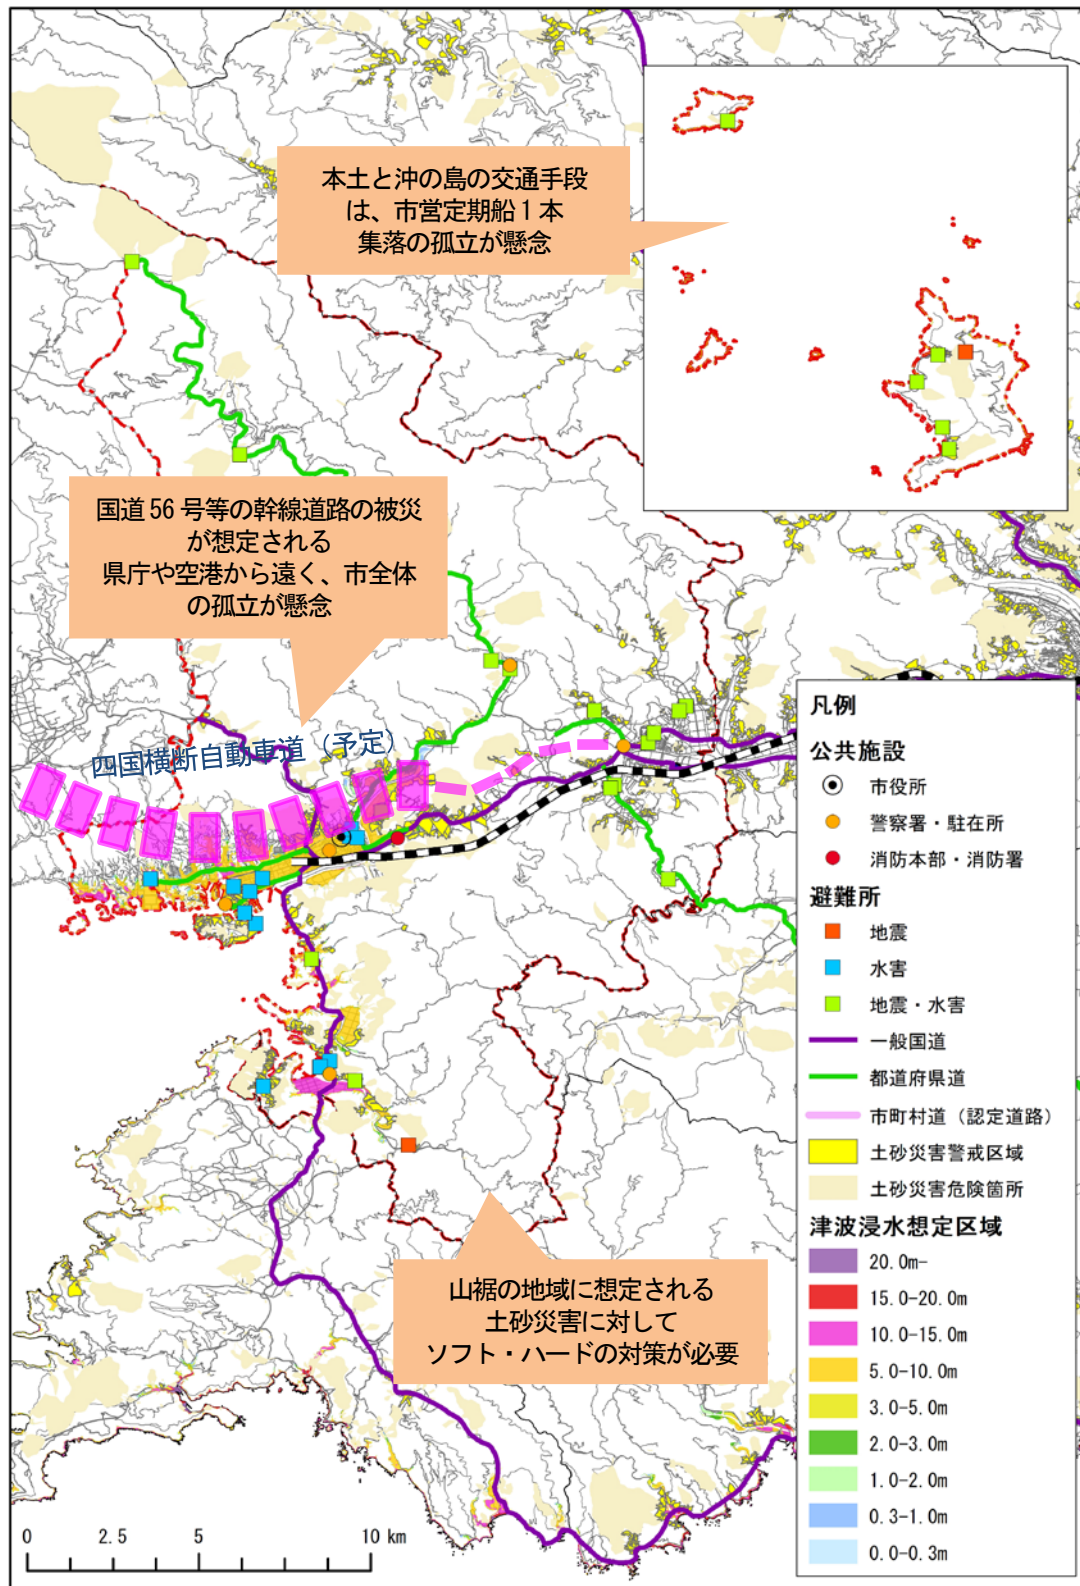 本土と沖の島の交通手段
は、市営定期船1本
集落の孤立が懸念
国道56号等の幹線道路の被災
が想定される
県庁や空港から遠く、市全体
の孤立が懸念
四国横断自動車道（予定）
山裾の地域に想定される
土砂災害に対して
ソフト・ハードの対策が必要
凡例
公共施設
市役所
警察署・駐在所
消防本部・消防署
避難所
地震
水害
地震・水害
一般国道
都道府県道
市町村道（認定道路）
土砂災害警戒区域
土砂災害危険箇所
津波浸水想定区域
20.0m-
15.0-20.0m
10.0-15.0m
5.0-10.0m
3.0-5.0m
2.0-3.0m
1.0-2.0m
0.3-1.0m
0.0-0.3m
0 2.5 5 10 km